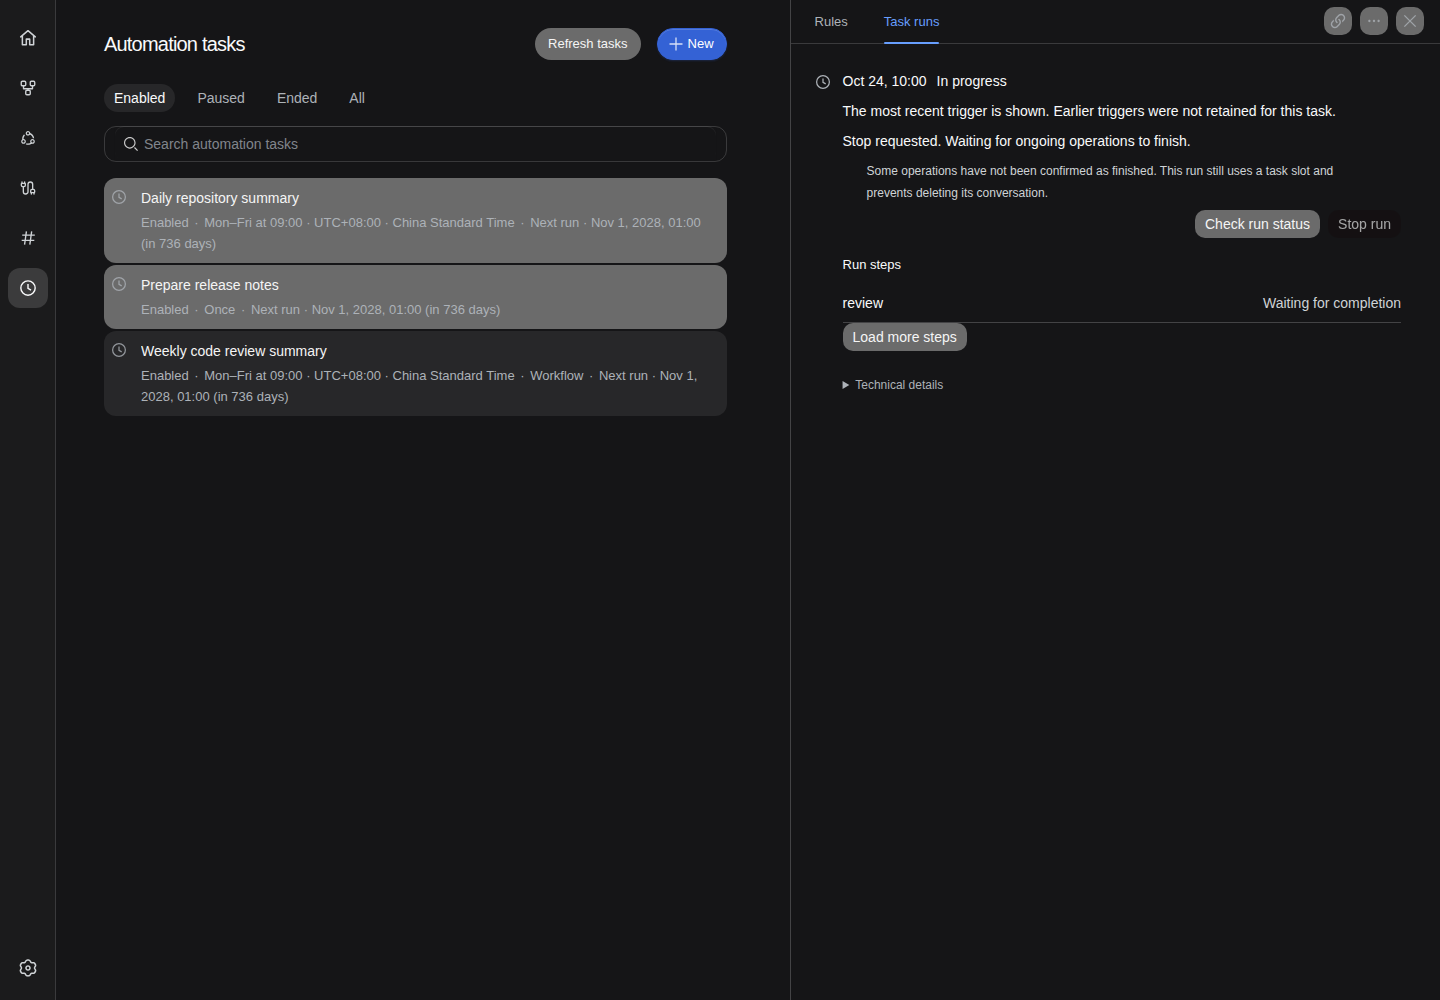 Automation tasks
Refresh tasks
New
Enabled
Paused
Ended
All
Search automation tasks
Daily repository summary
Enabled · Mon–Fri at 09:00 · UTC+08:00 · China Standard Time · Next run · Nov 1, 2028, 01:00
(in 736 days)
Prepare release notes
Enabled · Once · Next run · Nov 1, 2028, 01:00 (in 736 days)
Weekly code review summary
Enabled · Mon–Fri at 09:00 · UTC+08:00 · China Standard Time · Workflow · Next run · Nov 1,
2028, 01:00 (in 736 days)
Rules
Task runs
Oct 24, 10:00 In progress
The most recent trigger is shown. Earlier triggers were not retained for this task.
Stop requested. Waiting for ongoing operations to finish.
Some operations have not been confirmed as finished. This run still uses a task slot and
prevents deleting its conversation.
Check run status
Stop run
Run steps
review
Waiting for completion
Load more steps
Technical details